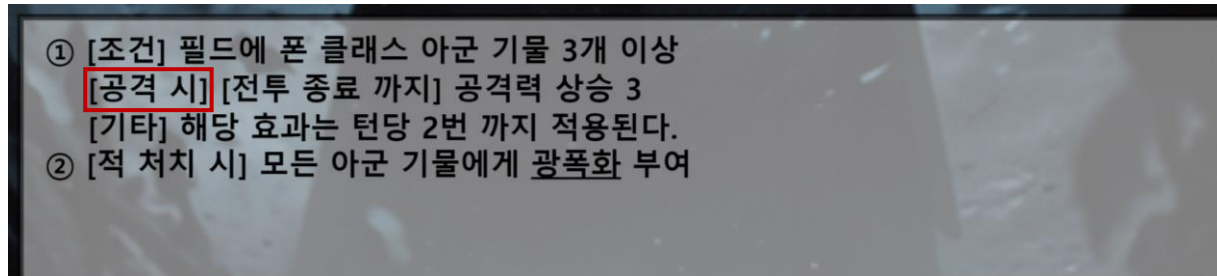 ① [조건] 필드에 폰 클래스 아군 기물 3개 이상
[공격 시] [전투 종료 까지] 공격력 상승 3
[기타] 해당 효과는 턴당 2번 까지 적용된다.
② [적 처치 시] 모든 아군 기물에게 광폭화 부여